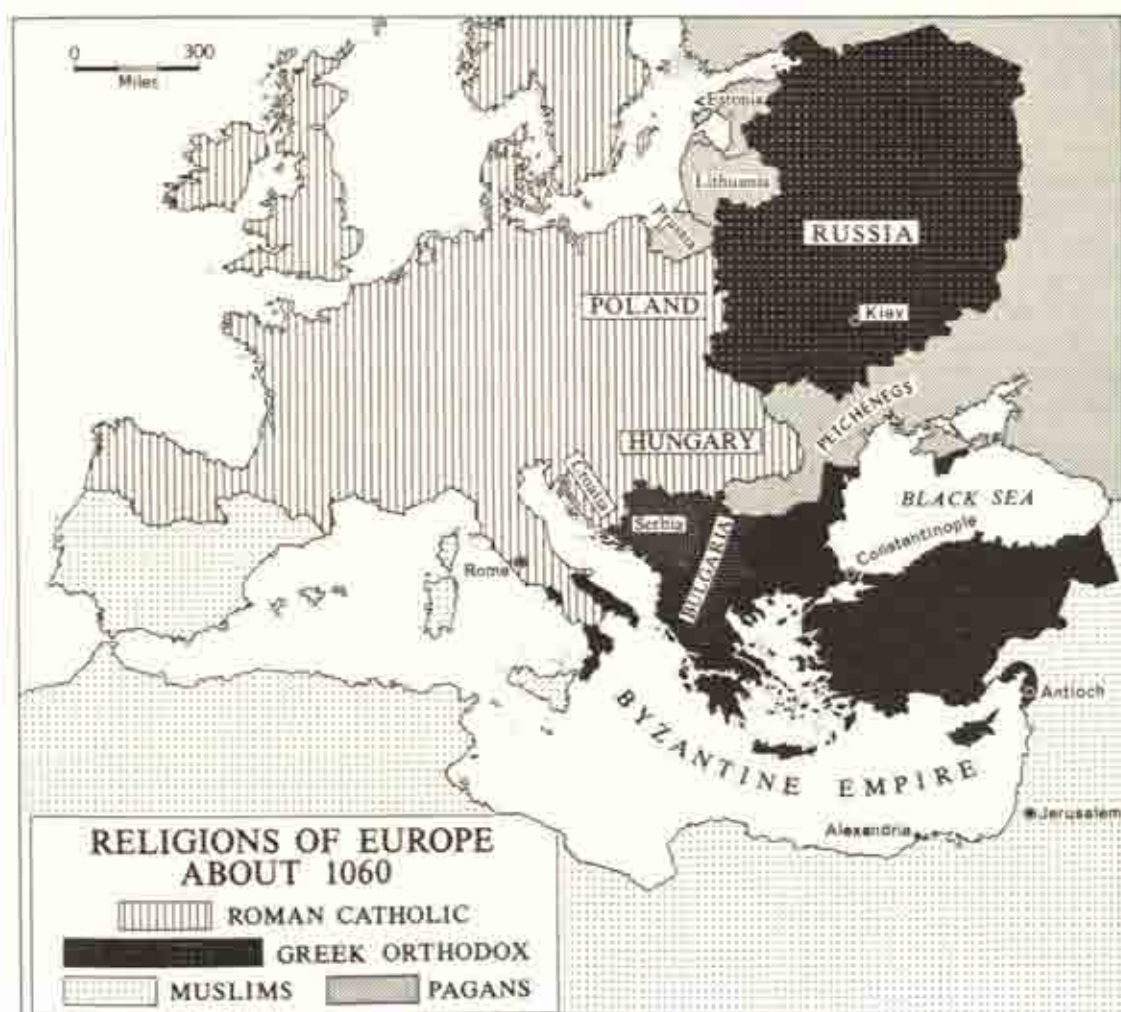 0 300
Miles
Estonia
Lithuania
Prussia
RUSSIA
POLAND
Kiev
PETCHENEGS
HUNGARY
Croatia
BLACK SEA
Serbia
Constantinople
Rome
BULGARIA
Antioch
BYZANTINE EMPIRE
Jerusalem
Alexandria
RELIGIONS OF EUROPE
ABOUT 1060
ROMAN CATHOLIC
GREEK ORTHODOX
MUSLIMS PAGANS